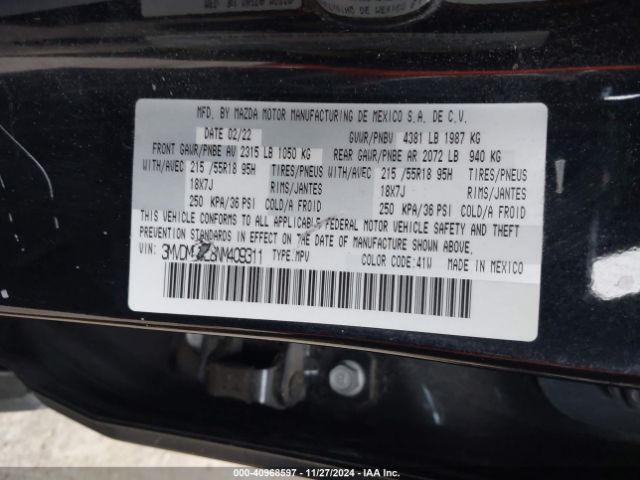 MFD. BY MAZDA MOTOR MANUFACTURING DE MEXICO S.A. DE C.V.
DATE 02/22 GVWR/PNBV 4381 LB 1987 KG
FRONT GAWR/PNBE AV 2315 LB 1050 KG REAR GAWR/PNBE AR 2072 LB 940 KG
WITH/AVEC 215 /55R18 95H TIRES/PNEUS WITH/AVEC 215 /55R18 95H TIRES/PNEUS
18X7J RIMS/JANTES 18X7J RIMS/JANTES
250 KPA/36 PSI COLD/A FROID 250 KPA/36 PSI COLD/A FROID
THIS VEHICLE CONFORMS TO ALL APPLICABLE FEDERAL MOTOR VEHICLE SAFETY AND THEFT
PREVENTION STANDARDS IN EFFECT ON THE DATE OF MANUFACTURE SHOWN ABOVE.
VIN: TYPE:MPV COLOR CODE:41W MADE IN MEXICO
000-40968597 - 11/27/2024 - IAA Inc.